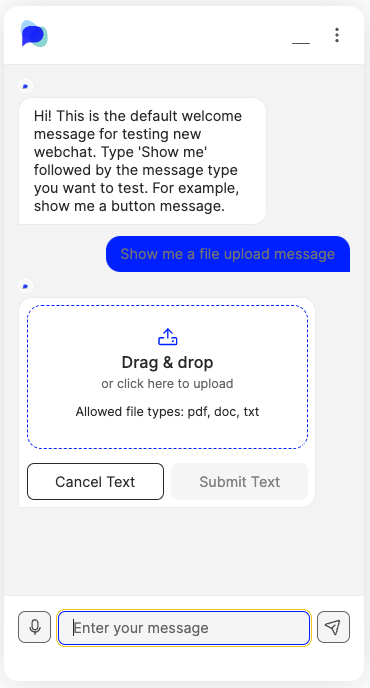 Hi! This is the default welcome
message for testing new
webchat. Type 'Show me'
followed by the message type
you want to test. For example,
show me a button message.
Show me a file upload message
Drag & drop
or click here to upload
Allowed file types: pdf, doc, txt
Cancel Text
Submit Text
Enter your message